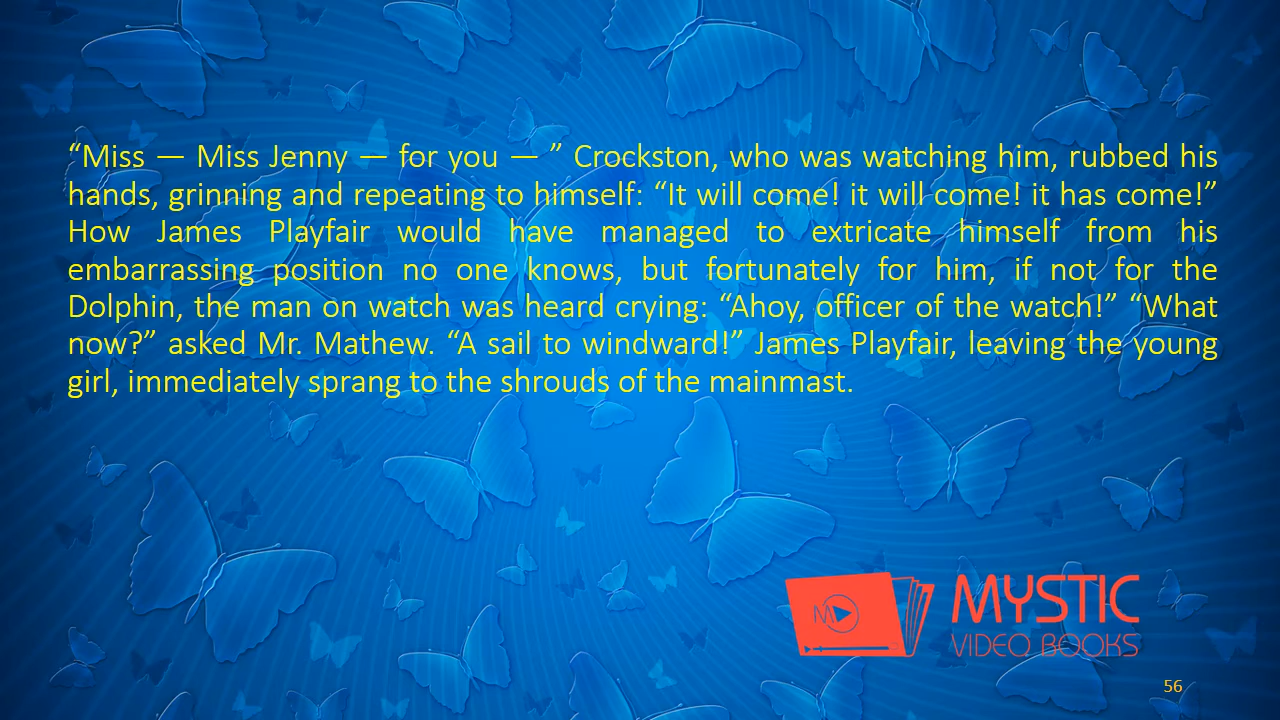 “Miss — Miss Jenny — for you — ” Crockston, who was watching him, rubbed his
hands, grinning and repeating to himself: “It will come! it will come! it has come!”
How James Playfair would have managed to extricate himself from his
embarrassing position no one knows, but fortunately for him, if not for the
Dolphin, the man on watch was heard crying: “Ahoy, officer of the watch!” “What
now?” asked Mr. Mathew. “A sail to windward!” James Playfair, leaving the young
girl, immediately sprang to the shrouds of the mainmast.
MYSTIC
VIDEO BOOKS
56